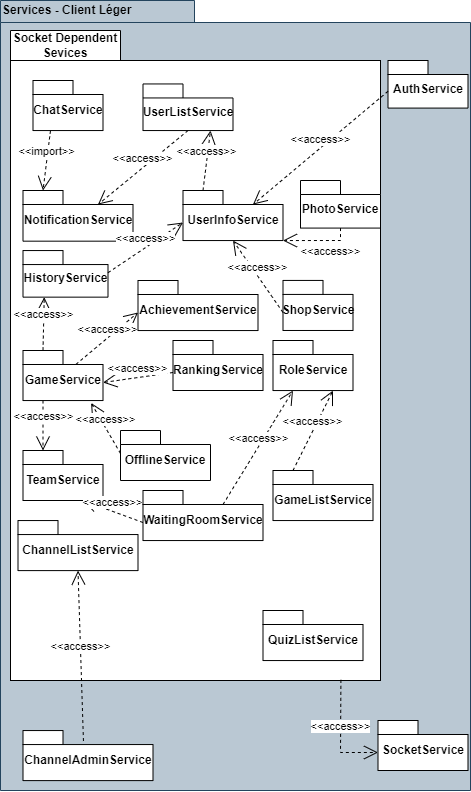 Services - Client Léger
Socket Dependent
Sevices
ChatService
UserListService
AuthService
<<import>>
<<access>>
<<access>>
<<access>>
NotificationService
UserInfoService
PhotoService
<<access>>
<<access>>
HistoryService
<<access>>
<<access>>
AchievementService
ShopService
<<access>>
GameService
<<access>>
RankingService
RoleService
<<access>>
<<access>>
<<access>>
<<access>>
TeamService
OfflineService
<<access>>
GameListService
WaitingRoomService
ChannelListService
<<access>>
QuizListService
<<access>>
ChannelAdminService
SocketService